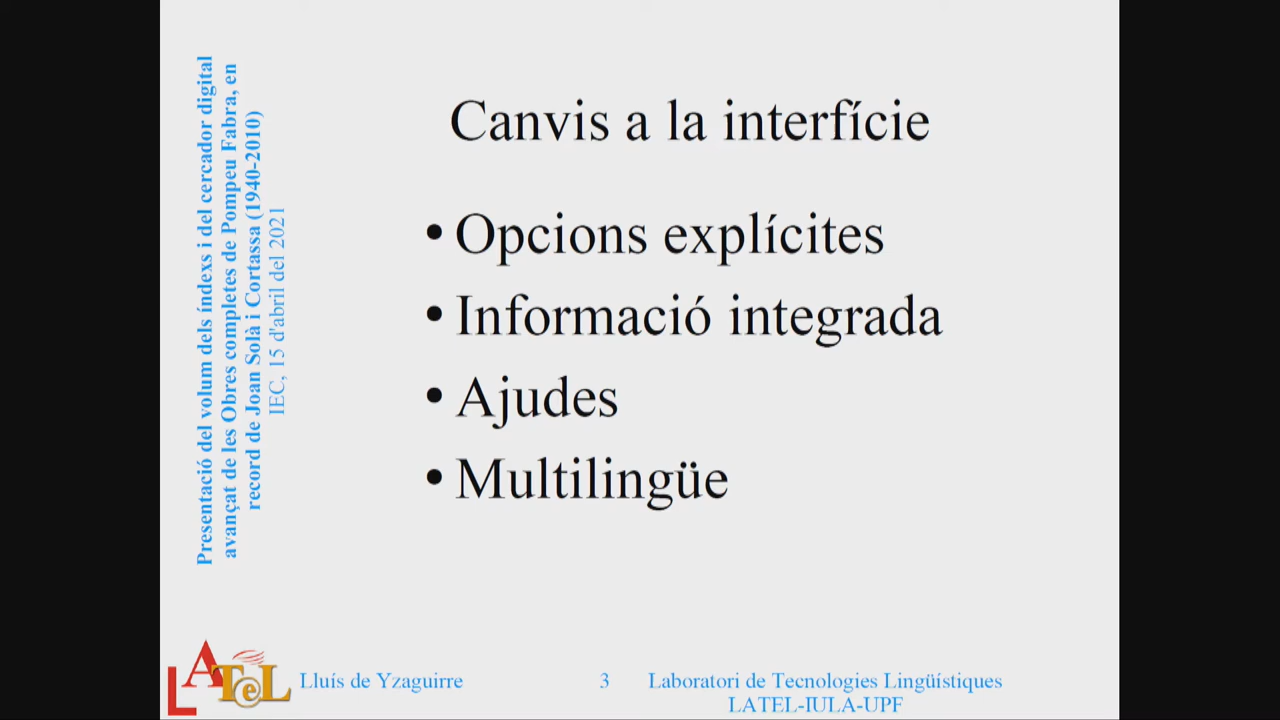 Presentació del volum dels índexs i del cercador digital
avançat de les Obres completes de Pompeu Fabra, en
record de Joan Solà i Cortassa (1940-2010)
IEC, 15 d'abril del 2021
Canvis a la interfície
• Opcions explícites
• Informació integrada
• Ajudes
• Multilingüe
LATeL
Lluís de Yzaguirre
3
Laboratori de Tecnologies Lingüístiques
LATEL-IULA-UPF